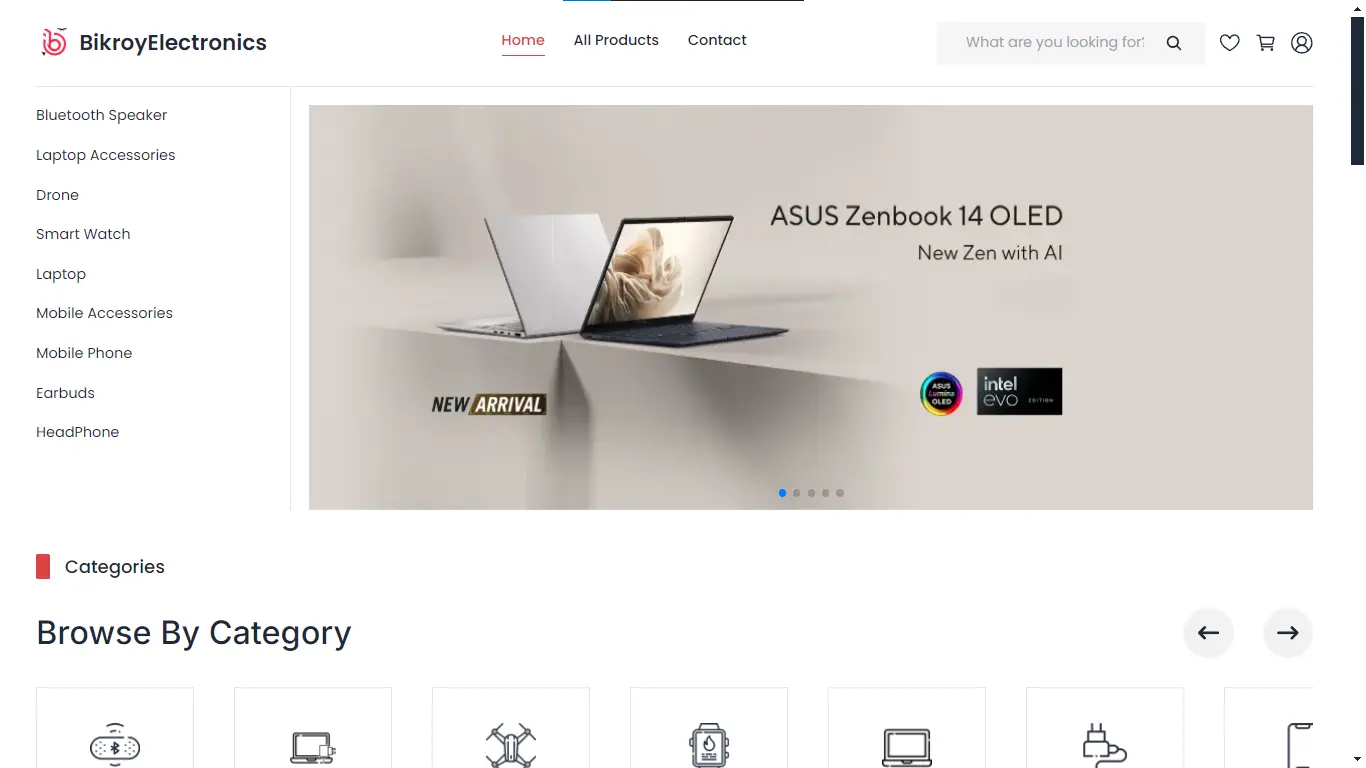 BikroyElectronics
Home
All Products
Contact
What are you looking for?
Bluetooth Speaker
Laptop Accessories
Drone
Smart Watch
Laptop
Mobile Accessories
Mobile Phone
Earbuds
HeadPhone
ASUS Zenbook 14 OLED
New Zen with AI
NEW ARRIVAL
ASUS
Lumina
OLED
intel
evo EDITION
Categories
Browse By Category